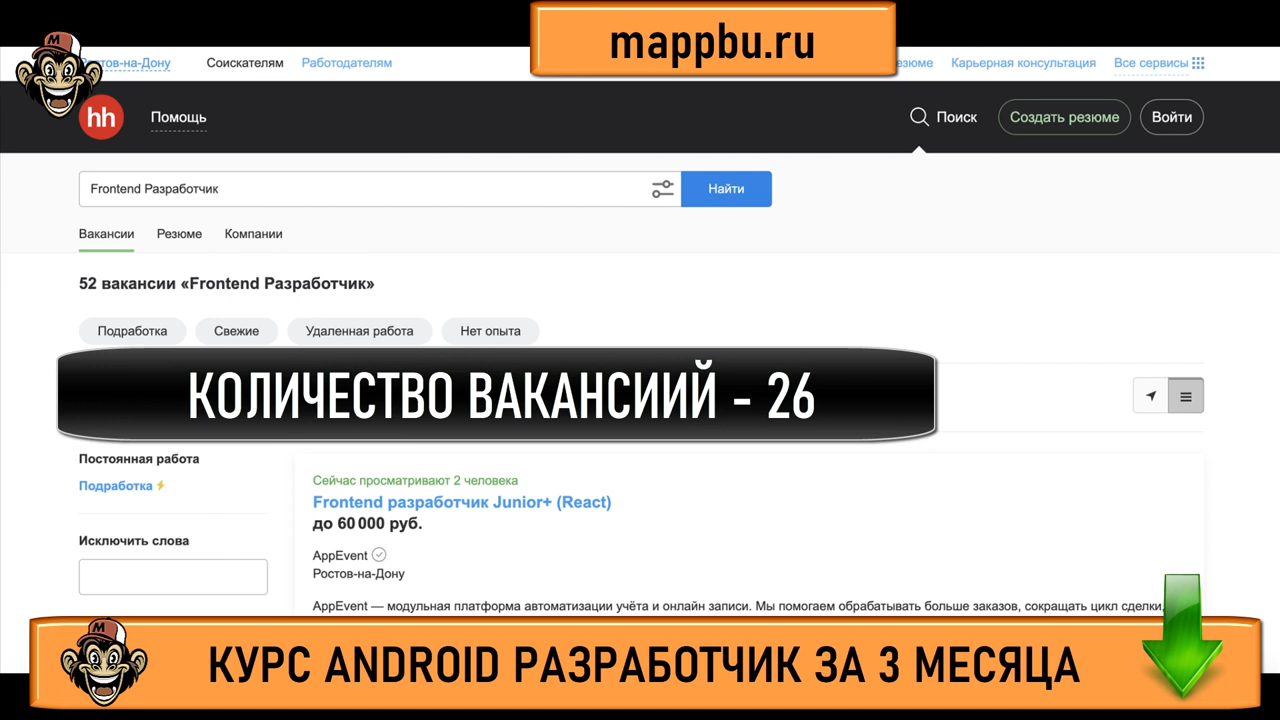 mappbu.ru
Ростов-на-Дону
Соискателям
Работодателям
езюме
Карьерная консультация
Все сервисы
M
hh
Помощь
Поиск
Создать резюме
Войти
Frontend Разработчик
Найти
Вакансии
Резюме
Компании
52 вакансии «Frontend Разработчик»
Подработка
Свежие
Удаленная работа
Нет опыта
КОЛИЧЕСТВО ВАКАНСИИЙ - 26
Постоянная работа
Подработка
Исключить слова
Сейчас просматривают 2 человека
Frontend разработчик Junior+ (React)
до 60 000 руб.
AppEvent
Ростов-на-Дону
AppEvent — модульная платформа автоматизации учёта и онлайн записи. Мы помогаем обрабатывать больше заказов, сокращать цикл сделки,
M
КУРС ANDROID РАЗРАБОТЧИК ЗА 3 МЕСЯЦА